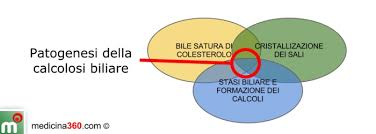 Patogenesi della
calcolosi biliare
BILE SATURA DI
COLESTEROLO
CRISTALLIZZAZIONE
DEI SALI
STASI BILIARE E
FORMAZIONE DEI
CALCOLI
m
medicina360.com ©